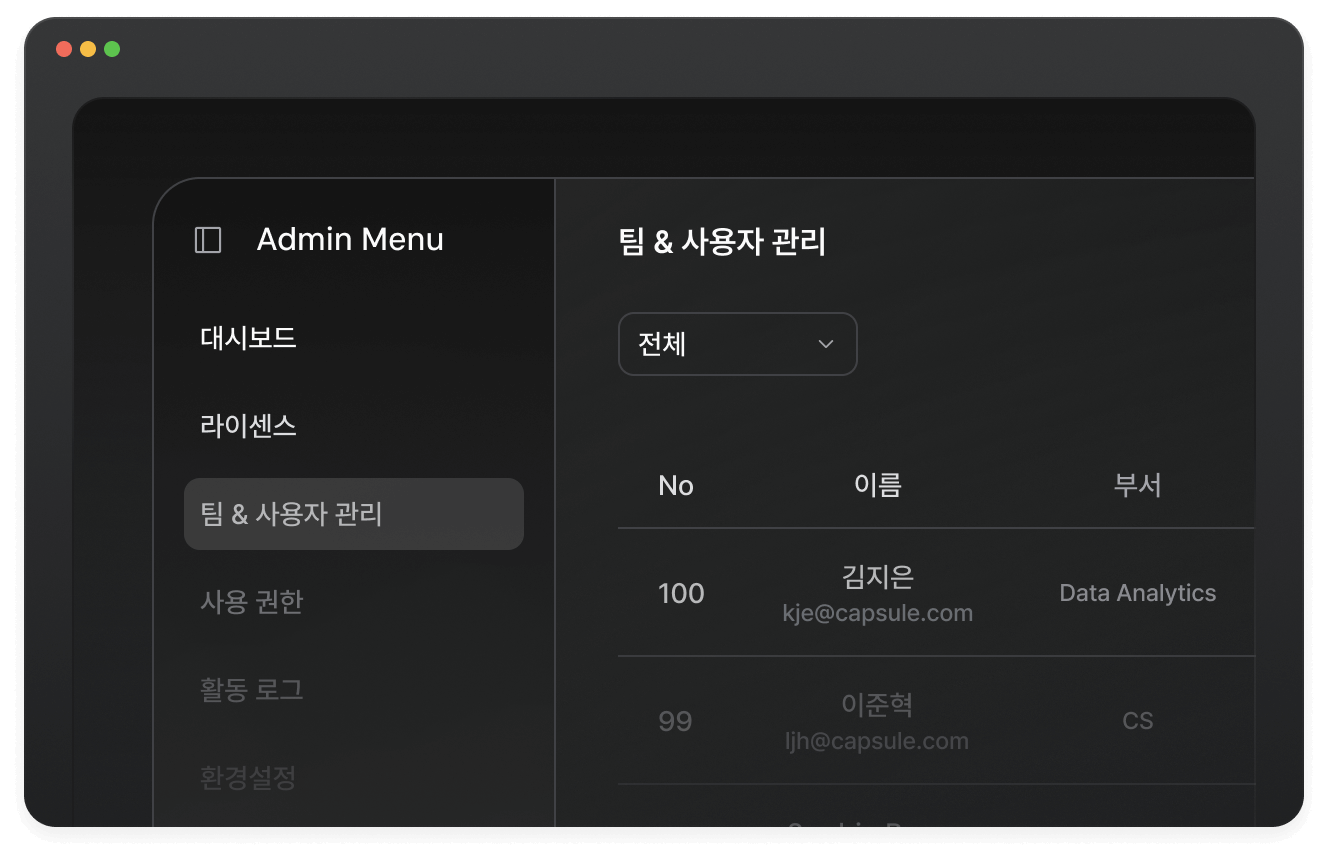 Admin Menu
대시보드
라이센스
팀 & 사용자 관리
사용 권한
활동 로그
환경설정
팀 & 사용자 관리
전체
No 이름 부서
100 김지은 Data Analytics
kje@capsule.com
99 이준혁 CS
ljh@capsule.com